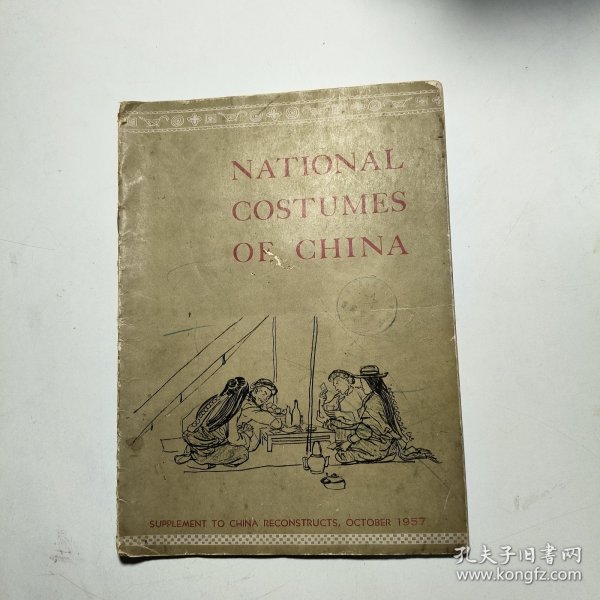 NATIONAL
COSTUMES
OF CHINA
SUPPLEMENT TO CHINA RECONSTRUCTS, OCTOBER 1957
孔夫子旧书网
www.kongfz.com